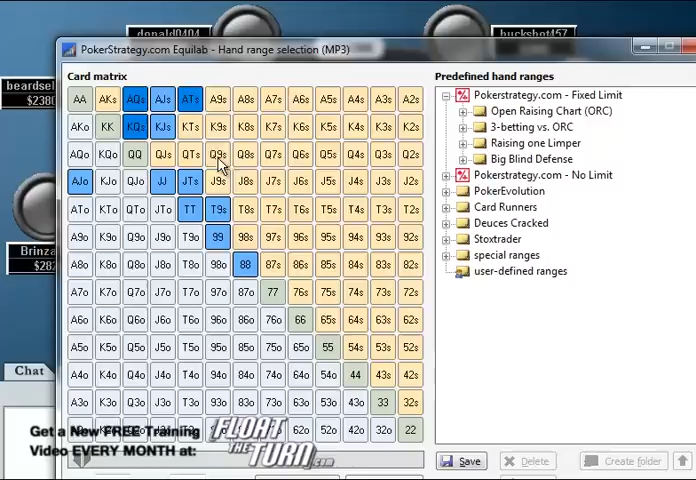 donald0404
buckshot457
PokerStrategy.com Equilab - Hand range selection (MP3)
Card matrix
Predefined hand ranges
beardsel
$2380
AA AKs AQs AJs ATs A9s A8s A7s A6s A5s A4s A3s A2s
AKo KK KQs KJs KTs K9s K8s K7s K6s K5s K4s K3s K2s
AQo KQo QQ QJs QTs Q9s Q8s Q7s Q6s Q5s Q4s Q3s Q2s
AJo KJo QJo JJ JTs J9s J8s J7s J6s J5s J4s J3s J2s
ATo KTo QTo JTo TT T9s T8s T7s T6s T5s T4s T3s T2s
A9o K9o Q9o J9o T9o 99 98s 97s 96s 95s 94s 93s 92s
A8o K8o Q8o J8o T8o 98o 88 87s 86s 85s 84s 83s 82s
A7o K7o Q7o J7o T7o 97o 87o 77 76s 75s 74s 73s 72s
A6o K6o Q6o J6o T6o 96o 86o 76o 66 65s 64s 63s 62s
A5o K5o Q5o J5o T5o 95o 85o 75o 65o 55 54s 53s 52s
A4o K4o Q4o J4o T4o 94o 84o 74o 64o 54o 44 43s 42s
A3o K3o Q3o J3o T3o 93o 83o 73o 63o 53o 43o 33 32s
62o 52o 42o 32o 22
Pokerstrategy.com - Fixed Limit
Open Raising Chart (ORC)
3-betting vs. ORC
Raising one Limper
Big Blind Defense
Pokerstrategy.com - No Limit
PokerEvolution
Card Runners
Deuces Cracked
Stoxtrader
special ranges
user-defined ranges
Brinza
$282
Chat
Get a New FREE Training
Video EVERY MONTH at:
FLOAT
THE TURN.com
Save
Delete
Create folder